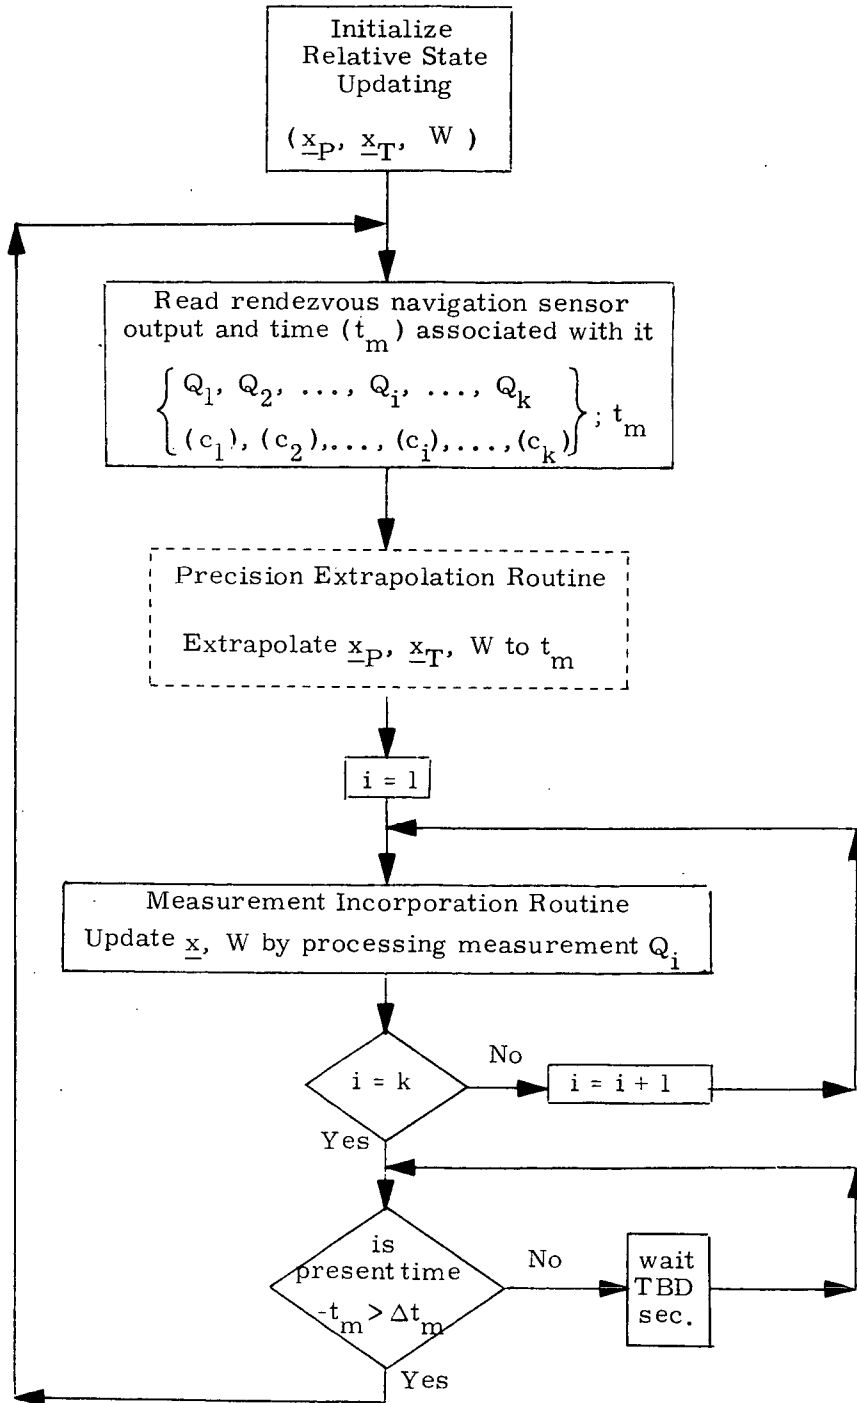 Initialize
Relative State
Updating
(x_P, x_T, W)
Read rendezvous navigation sensor
output and time (t_m) associated with it
{ Q_1, Q_2, ..., Q_i, ..., Q_k
(c_1), (c_2),...,(c_i),...,(c_k) } ; t_m
Precision Extrapolation Routine
Extrapolate x_P, x_T, W to t_m
i = 1
Measurement Incorporation Routine
Update x, W by processing measurement Q_i
i = k
No
i = i + 1
Yes
is
present time
-t_m > Δt_m
No
wait
TBD
sec.
Yes